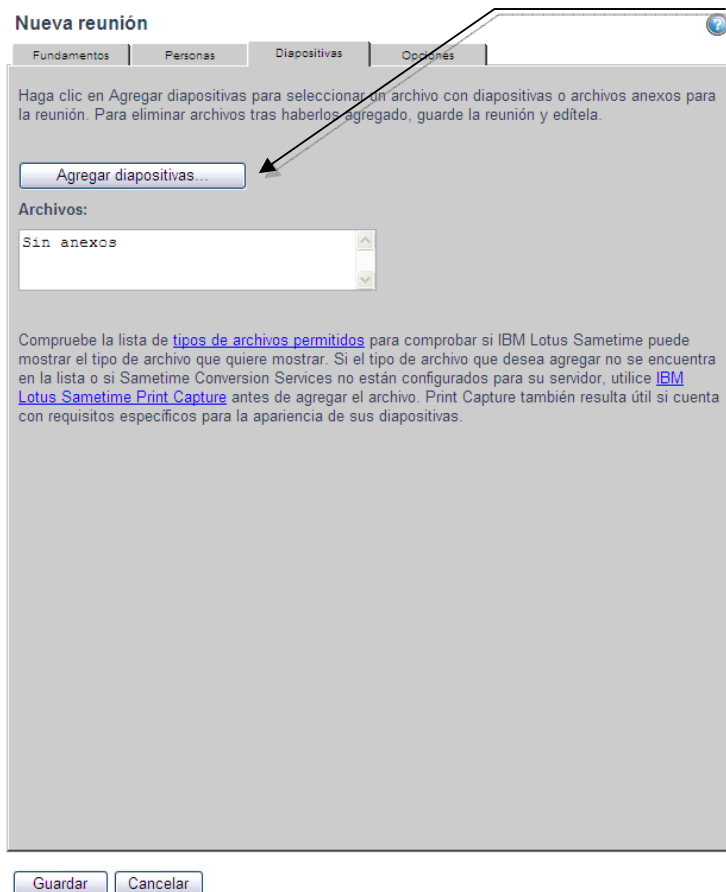 Nueva reunión
Fundamentos Personas Diapositivas Opciones
Haga clic en Agregar diapositivas para seleccionar un archivo con diapositivas o archivos anexos para
la reunión. Para eliminar archivos tras haberlos agregado, guarde la reunión y edítela.
Agregar diapositivas...
Archivos:
Sin anexos
Compruebe la lista de tipos de archivos permitidos para comprobar si IBM Lotus Sametime puede
mostrar el tipo de archivo que quiere mostrar. Si el tipo de archivo que desea agregar no se encuentra
en la lista o si Sametime Conversion Services no están configurados para su servidor, utilice IBM
Lotus Sametime Print Capture antes de agregar el archivo. Print Capture también resulta útil si cuenta
con requisitos específicos para la apariencia de sus diapositivas.
Guardar Cancelar